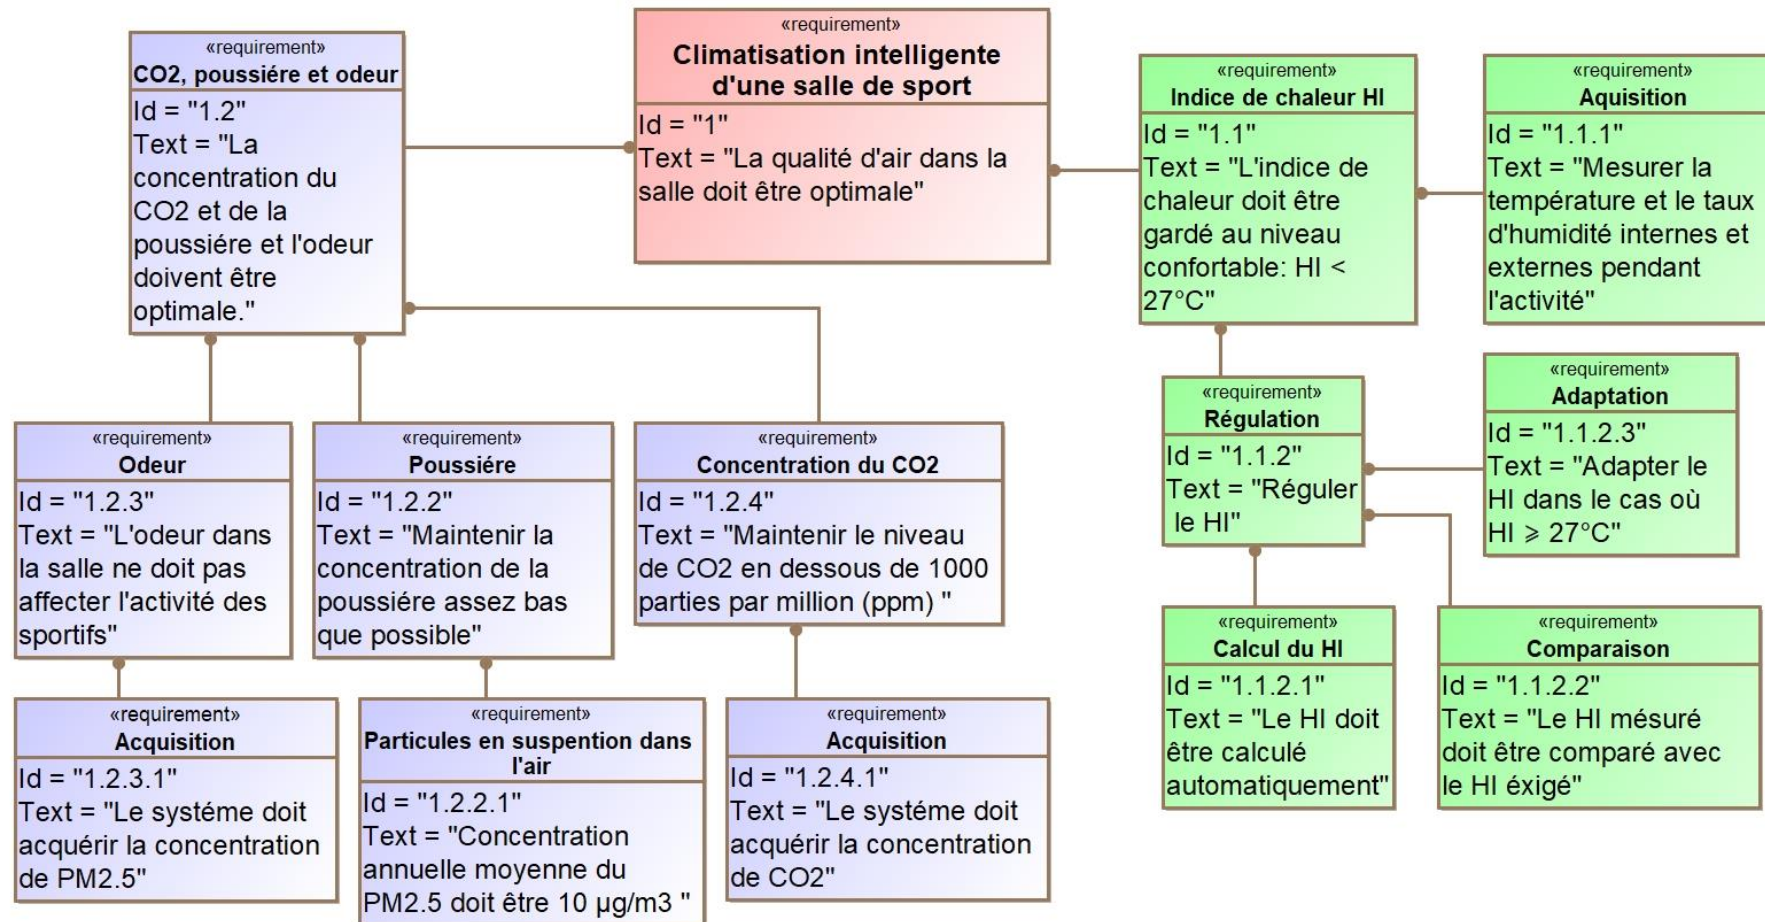 «requirement»
CO2, poussiére et odeur
Id = "1.2"
Text = "La
concentration du
CO2 et de la
poussiére et l'odeur
doivent être
optimale."
«requirement»
Climatisation intelligente
d'une salle de sport
Id = "1"
Text = "La qualité d'air dans la
salle doit être optimale"
«requirement»
Indice de chaleur HI
Id = "1.1"
Text = "L'indice de
chaleur doit être
gardé au niveau
confortable: HI <
27°C"
«requirement»
Aquisition
Id = "1.1.1"
Text = "Mesurer la
température et le taux
d'humidité internes et
externes pendant
l'activité"
«requirement»
Régulation
Id = "1.1.2"
Text = "Réguler
le HI"
«requirement»
Adaptation
Id = "1.1.2.3"
Text = "Adapter le
HI dans le cas où
HI ⩾ 27°C"
«requirement»
Odeur
Id = "1.2.3"
Text = "L'odeur dans
la salle ne doit pas
affecter l'activité des
sportifs"
«requirement»
Poussiére
Id = "1.2.2"
Text = "Maintenir la
concentration de la
poussiére assez bas
que possible"
«requirement»
Concentration du CO2
Id = "1.2.4"
Text = "Maintenir le niveau
de CO2 en dessous de 1000
parties par million (ppm) "
«requirement»
Calcul du HI
Id = "1.1.2.1"
Text = "Le HI doit
être calculé
automatiquement"
«requirement»
Comparaison
Id = "1.1.2.2"
Text = "Le HI mésuré
doit être comparé avec
le HI éxigé"
«requirement»
Acquisition
Id = "1.2.3.1"
Text = "Le systéme doit
acquérir la concentration
de PM2.5"
«requirement»
Particules en suspention dans
l'air
Id = "1.2.2.1"
Text = "Concentration
annuelle moyenne du
PM2.5 doit être 10 µg/m3 "
«requirement»
Acquisition
Id = "1.2.4.1"
Text = "Le systéme doit
acquérir la concentration
de CO2"